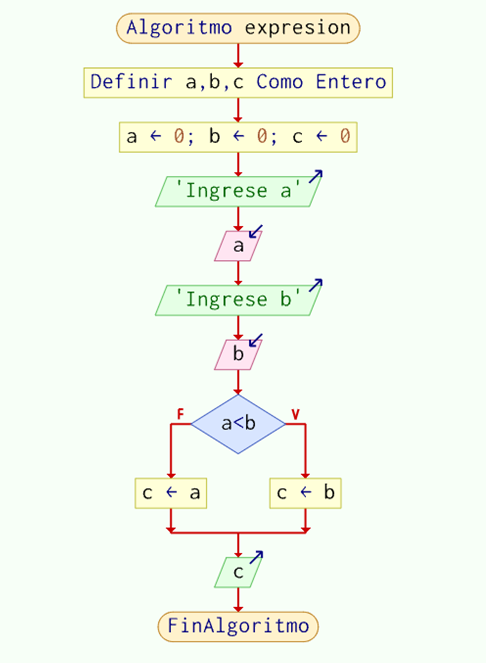 Algoritmo expresion
Definir a,b,c Como Entero
a ← 0; b ← 0; c ← 0
'Ingrese a'
a
'Ingrese b'
b
F V
a<b
c ← a c ← b
c
FinAlgoritmo